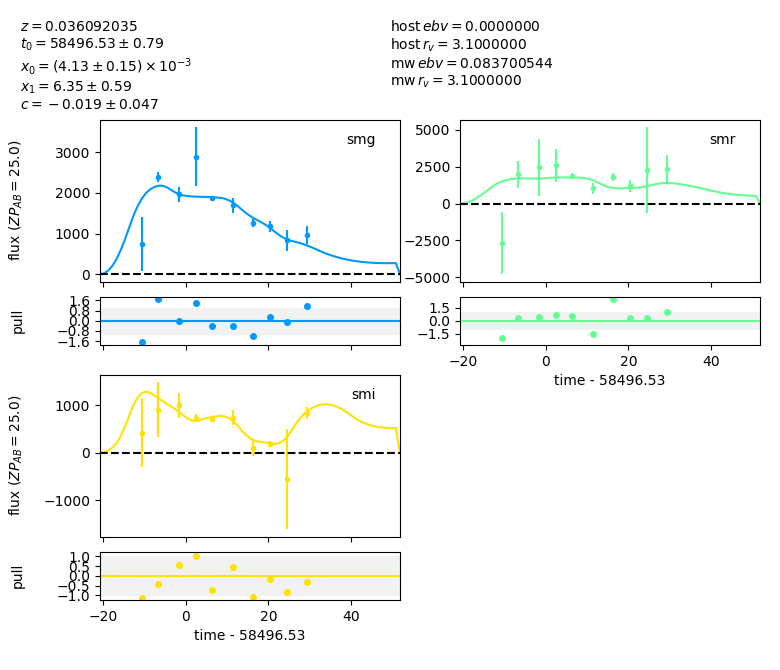 z = 0.036092035
t₀ = 58496.53 ± 0.79
x₀ = (4.13 ± 0.15) × 10⁻³
x₁ = 6.35 ± 0.59
c = −0.019 ± 0.047
host ebv = 0.0000000
host r_v = 3.1000000
mw ebv = 0.083700544
mw r_v = 3.1000000
flux (ZP_AB = 25.0)
3000
2000
1000
0
smg
pull
1.6
0.8
0.0
−0.8
−1.6
5000
2500
0
−2500
−5000
smr
1.5
0.0
−1.5
−20
0
20
40
time - 58496.53
flux (ZP_AB = 25.0)
1000
0
−1000
smi
pull
1.0
0.5
0.0
−0.5
−1.0
−20
0
20
40
time - 58496.53